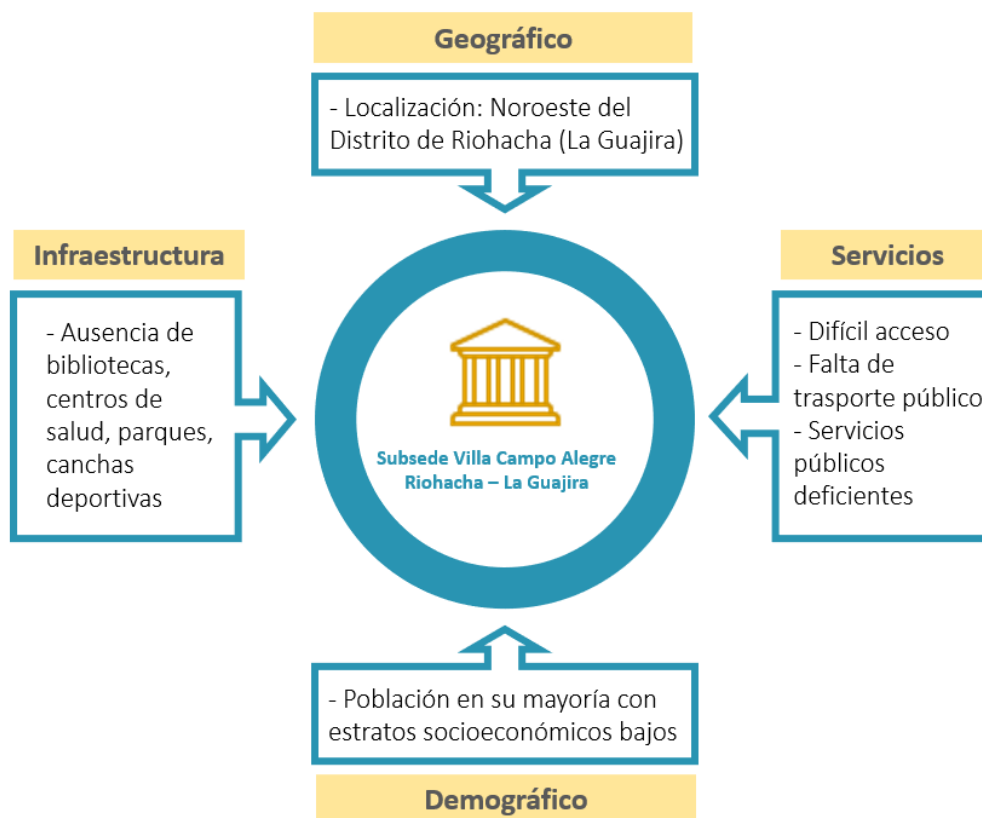 Geográfico
- Localización: Noroeste del
Distrito de Riohacha (La Guajira)
Infraestructura
- Ausencia de
bibliotecas,
centros de
salud, parques,
canchas
deportivas
Servicios
- Difícil acceso
- Falta de
trasporte público
- Servicios
públicos
deficientes
Subsede Villa Campo Alegre
Riohacha – La Guajira
- Población en su mayoría con
estratos socioeconómicos bajos
Demográfico